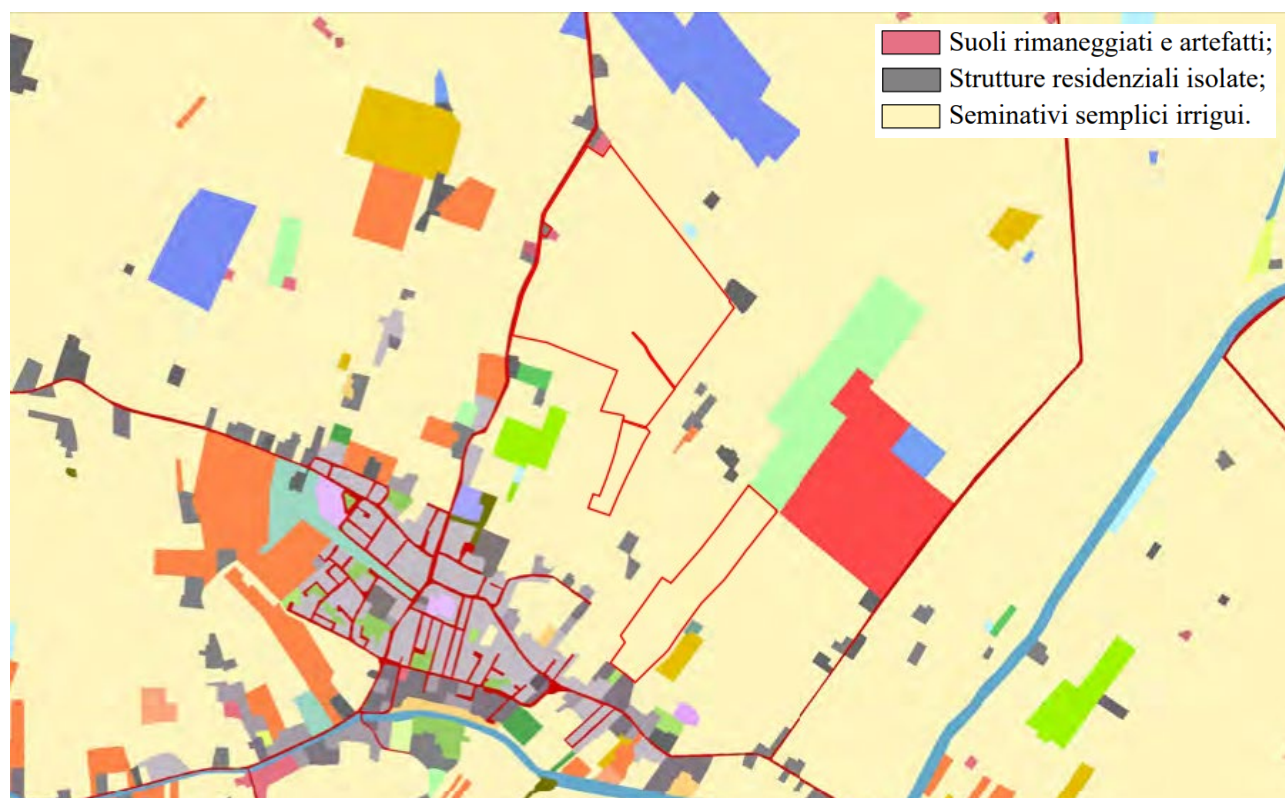 Suoli rimaneggiati e artefatti;
Strutture residenziali isolate;
Seminativi semplici irrigui.